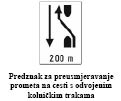 200 m
Predznak za preusmjeravanje
prometa na cesti s odvojenim
kolničkim trakama